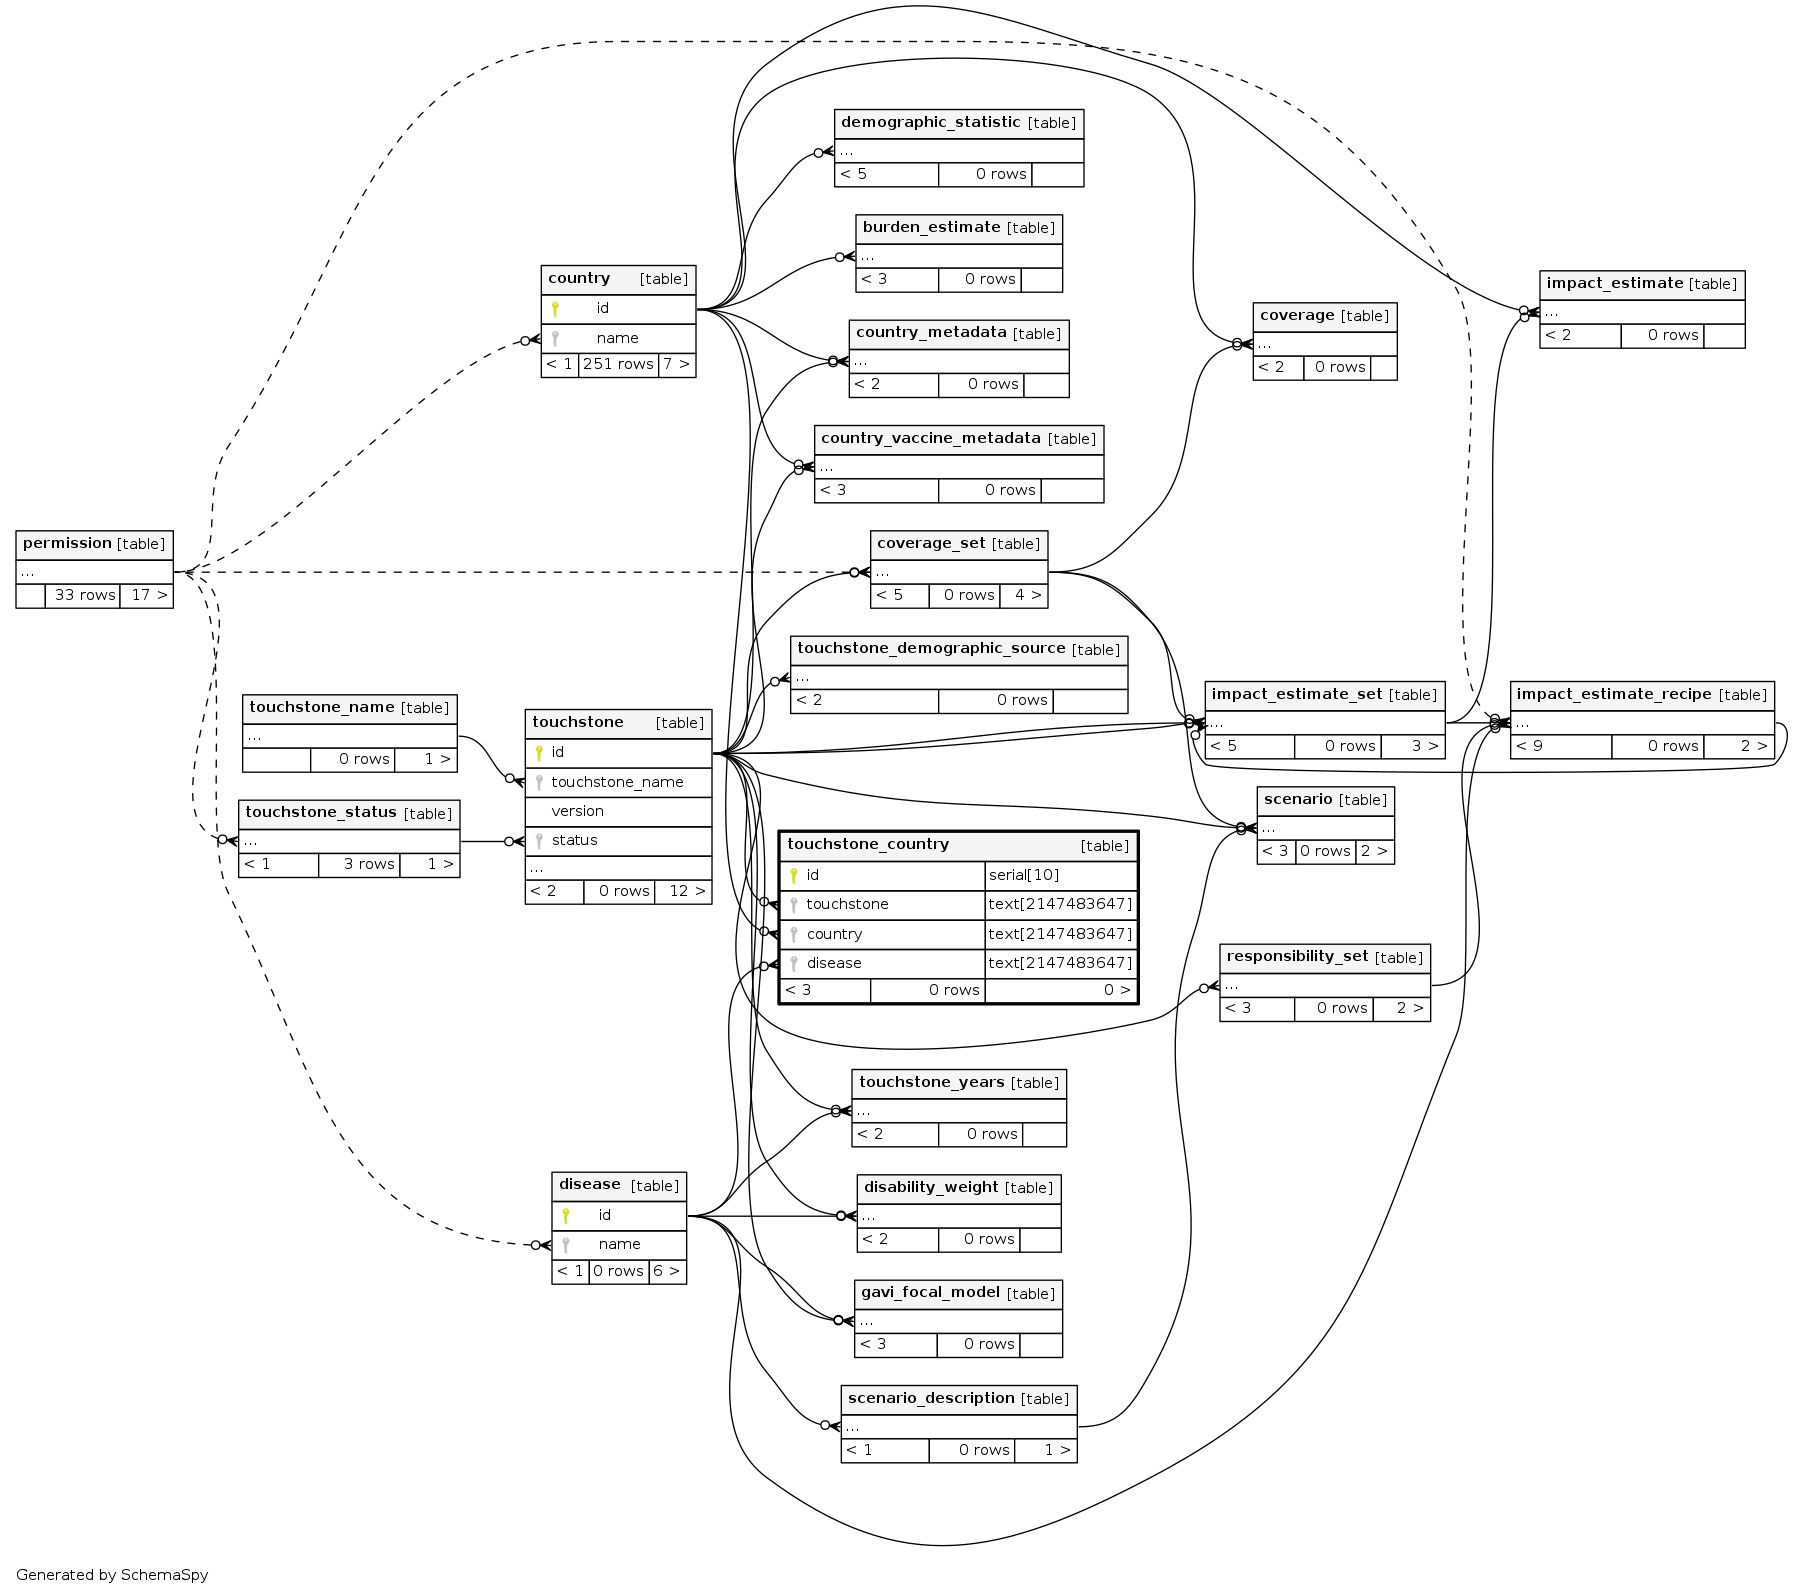 demographic_statistic [table]
...
< 5 0 rows
burden_estimate [table]
...
< 3 0 rows
country [table]
id
name
< 1 251 rows 7 >
country_metadata [table]
...
< 2 0 rows
coverage [table]
...
< 2 0 rows
impact_estimate [table]
...
< 2 0 rows
country_vaccine_metadata [table]
...
< 3 0 rows
permission [table]
...
33 rows 17 >
coverage_set [table]
...
< 5 0 rows 4 >
touchstone_demographic_source [table]
...
< 2 0 rows
touchstone_name [table]
...
0 rows 1 >
touchstone_status [table]
...
< 1 3 rows 1 >
touchstone [table]
id
touchstone_name
version
status
...
< 2 0 rows 12 >
impact_estimate_set [table]
...
< 5 0 rows 3 >
impact_estimate_recipe [table]
...
< 9 0 rows 2 >
scenario [table]
...
< 3 0 rows 2 >
touchstone_country [table]
id serial[10]
touchstone text[2147483647]
country text[2147483647]
disease text[2147483647]
< 3 0 rows 0 >
responsibility_set [table]
...
< 3 0 rows 2 >
touchstone_years [table]
...
< 2 0 rows
disease [table]
id
name
< 1 0 rows 6 >
disability_weight [table]
...
< 2 0 rows
gavi_focal_model [table]
...
< 3 0 rows
scenario_description [table]
...
< 1 0 rows 1 >
Generated by SchemaSpy